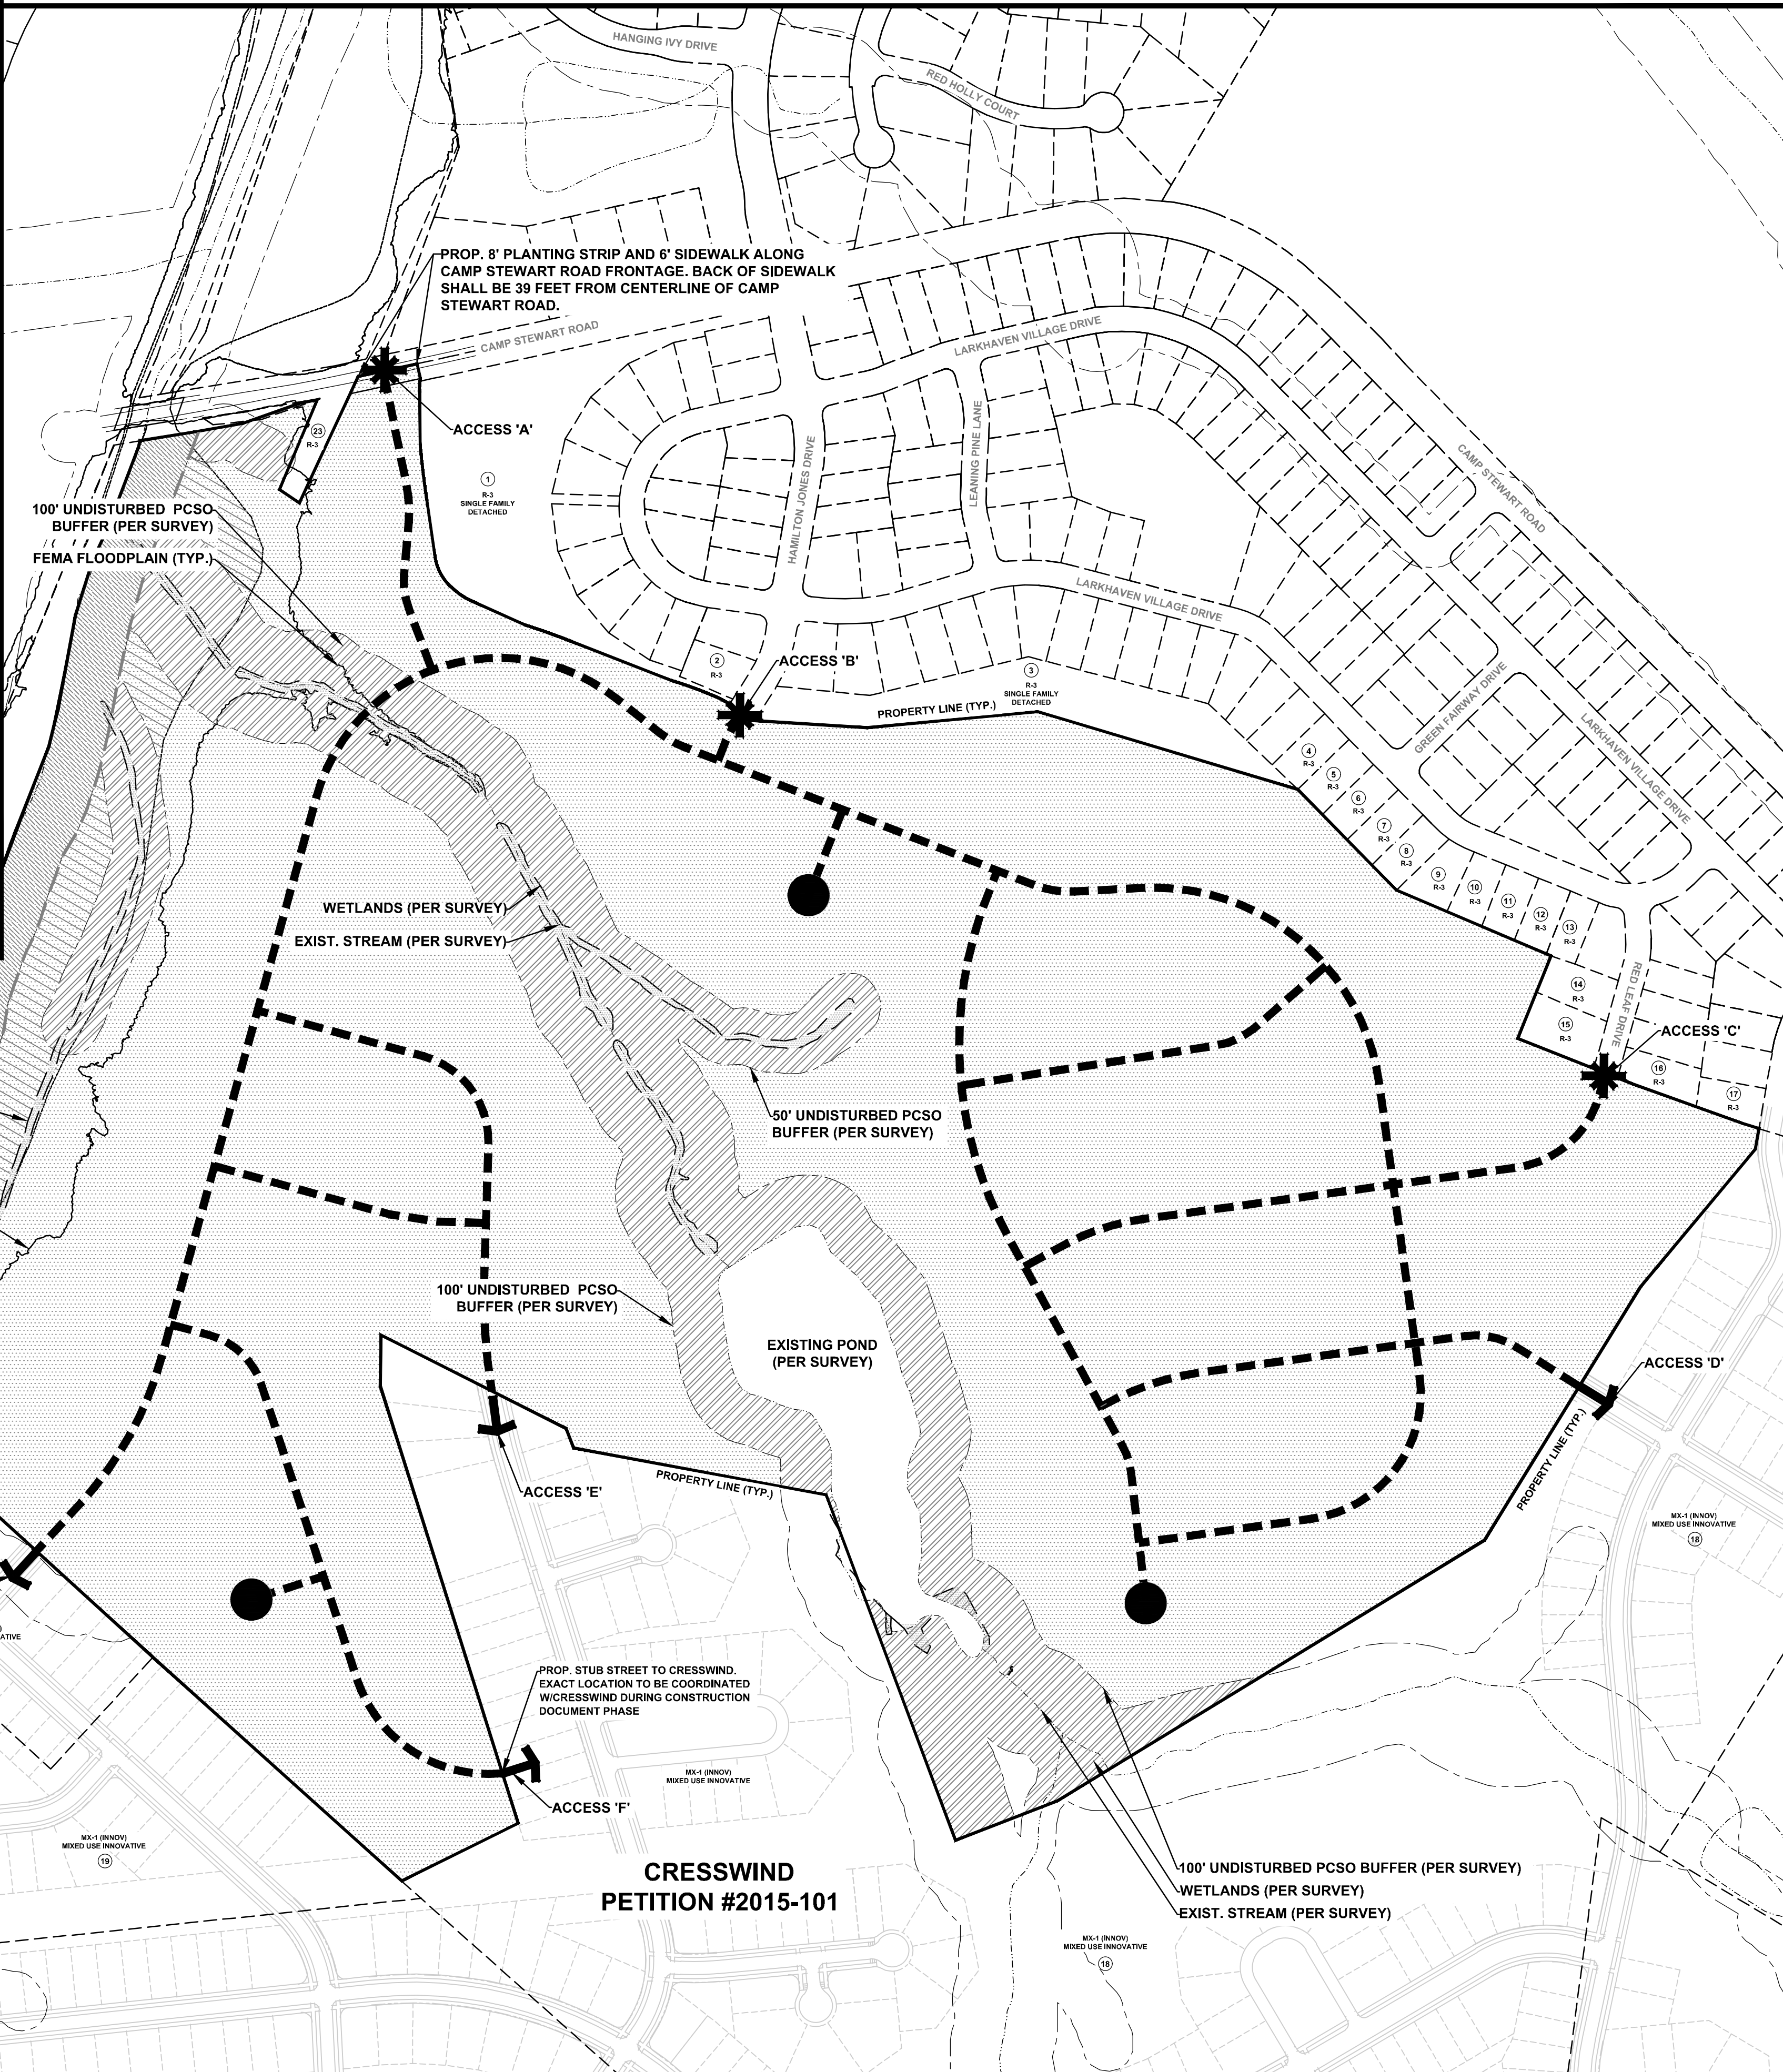 HANGING IVY DRIVE
RED HOLLY COURT
PROP. 8' PLANTING STRIP AND 6' SIDEWALK ALONG
CAMP STEWART ROAD FRONTAGE. BACK OF SIDEWALK
SHALL BE 39 FEET FROM CENTERLINE OF CAMP
STEWART ROAD.
CAMP STEWART ROAD
LARKHAVEN VILLAGE DRIVE
23
R-3
ACCESS 'A'
1
R-3
SINGLE FAMILY
DETACHED
HAMILTON JONES DRIVE
LEANING PINE LANE
CAMP STEWART ROAD
100' UNDISTURBED PCSO
BUFFER (PER SURVEY)
FEMA FLOODPLAIN (TYP.)
LARKHAVEN VILLAGE DRIVE
2
R-3
ACCESS 'B'
3
R-3
SINGLE FAMILY
DETACHED
PROPERTY LINE (TYP.)
GREEN FAIRWAY DRIVE
LARKHAVEN VILLAGE DRIVE
4
R-3
5
R-3
6
R-3
7
R-3
8
R-3
9
R-3
10
R-3
11
R-3
12
R-3
13
R-3
WETLANDS (PER SURVEY)
EXIST. STREAM (PER SURVEY)
14
R-3
RED LEAF DRIVE
15
R-3
ACCESS 'C'
16
R-3
17
R-3
50' UNDISTURBED PCSO
BUFFER (PER SURVEY)
100' UNDISTURBED PCSO
BUFFER (PER SURVEY)
EXISTING POND
(PER SURVEY)
ACCESS 'D'
PROPERTY LINE (TYP.)
ACCESS 'E'
PROPERTY LINE (TYP.)
MX-1 (INNOV)
MIXED USE INNOVATIVE
18
ATIVE
PROP. STUB STREET TO CRESSWIND.
EXACT LOCATION TO BE COORDINATED
W/CRESSWIND DURING CONSTRUCTION
DOCUMENT PHASE
MX-1 (INNOV)
MIXED USE INNOVATIVE
ACCESS 'F'
MX-1 (INNOV)
MIXED USE INNOVATIVE
19
CRESSWIND
PETITION #2015-101
100' UNDISTURBED PCSO BUFFER (PER SURVEY)
WETLANDS (PER SURVEY)
EXIST. STREAM (PER SURVEY)
MX-1 (INNOV)
MIXED USE INNOVATIVE
18